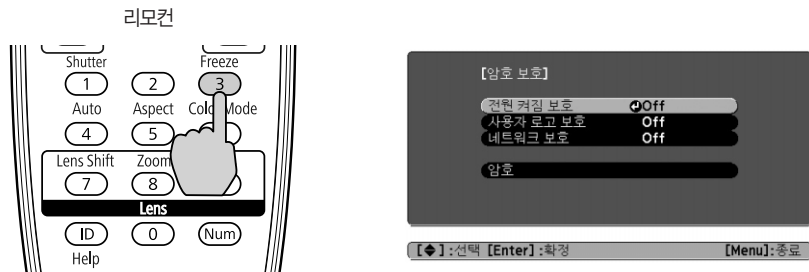 리모컨
Shutter
Freeze
1
2
3
Auto
Aspect
Mode
4
5
Lens Shift
Zoom
7
8
Lens
ID
0
Num
Help
[암호 보호]
전원 켜짐 보호 Off
사용자 로고 보호 Off
네트워크 보호 Off
암호
[◆]:선택 [Enter]:확정 [Menu]:종료